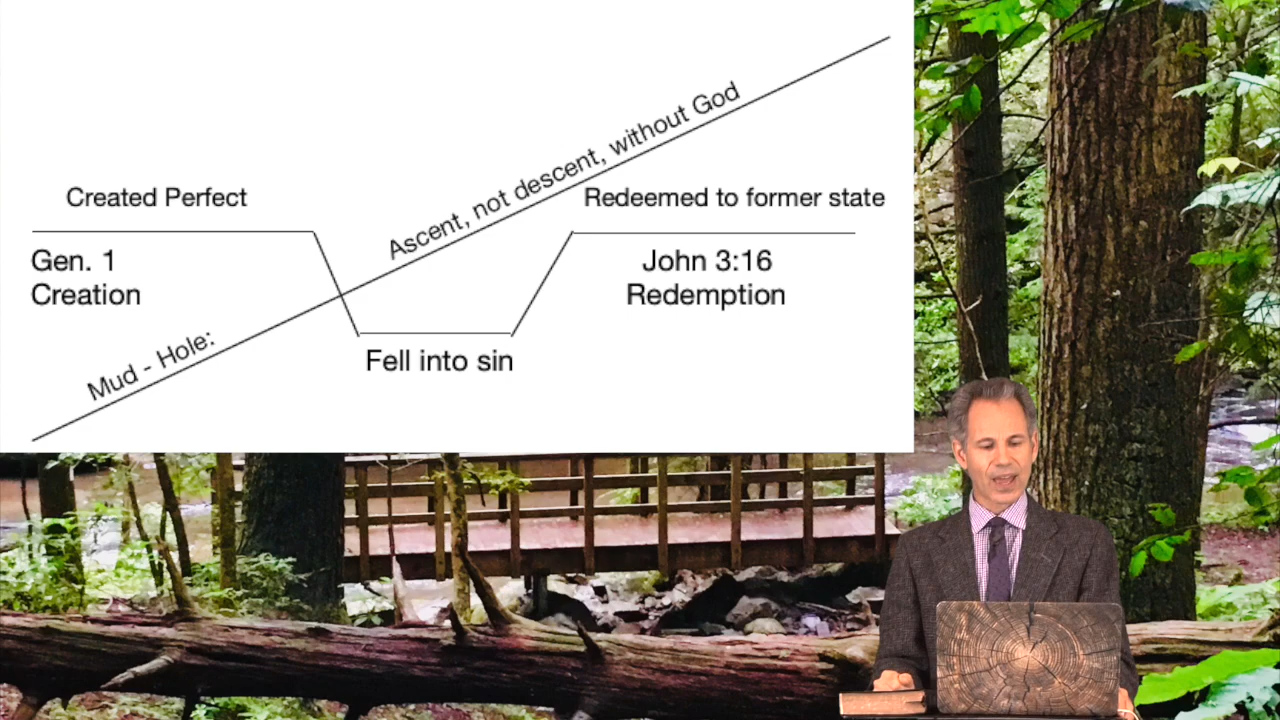 Ascent, not descent, without God
Created Perfect
Redeemed to former state
Gen. 1
Creation
John 3:16
Redemption
Mud - Hole:
Fell into sin